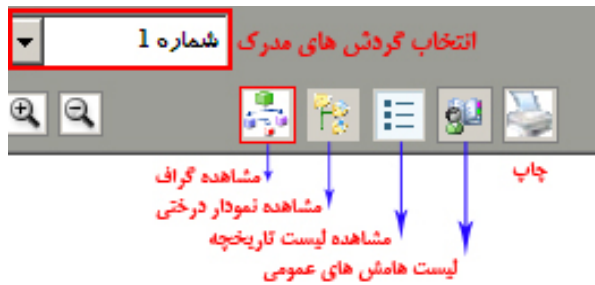 انتخاب گردش های مدرک شماره 1
چاپ
مشاهده گراف
مشاهده نمودار درختی
مشاهده لیست تاریخچه
لیست هامش های عمومی